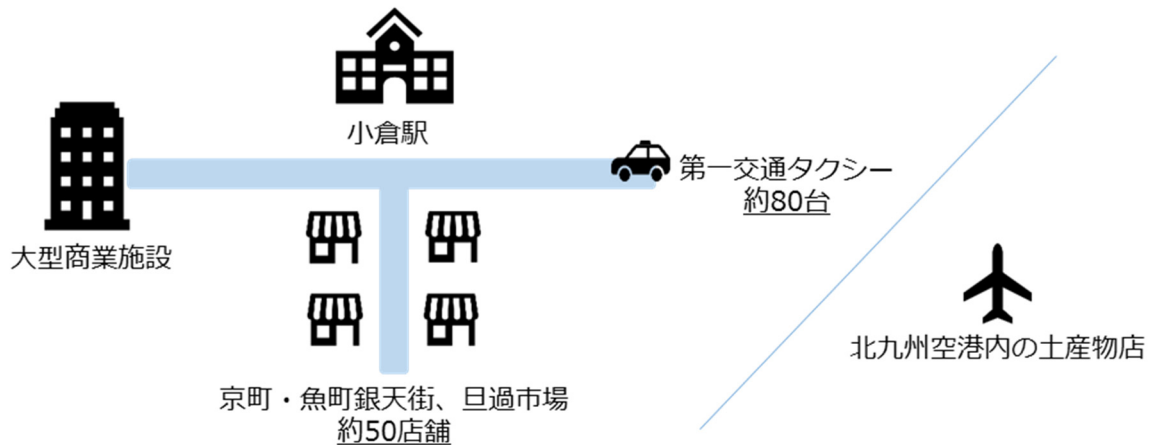 小倉駅
第一交通タクシー
約80台
大型商業施設
北九州空港内の土産物店
京町・魚町銀天街、旦過市場
約50店舗